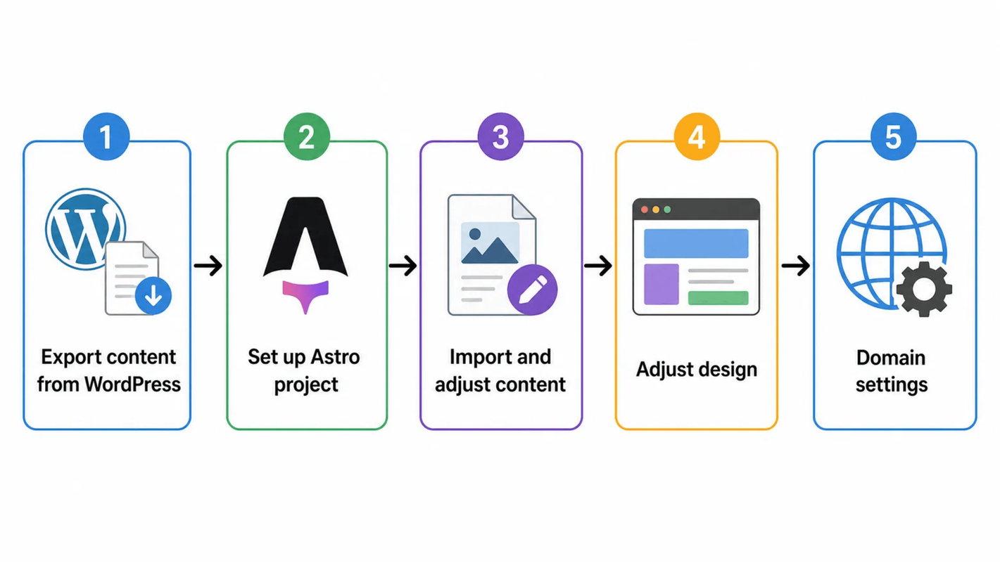 1
Export content
from WordPress
2
Set up Astro
project
3
Import and
adjust content
4
Adjust design
5
Domain
settings